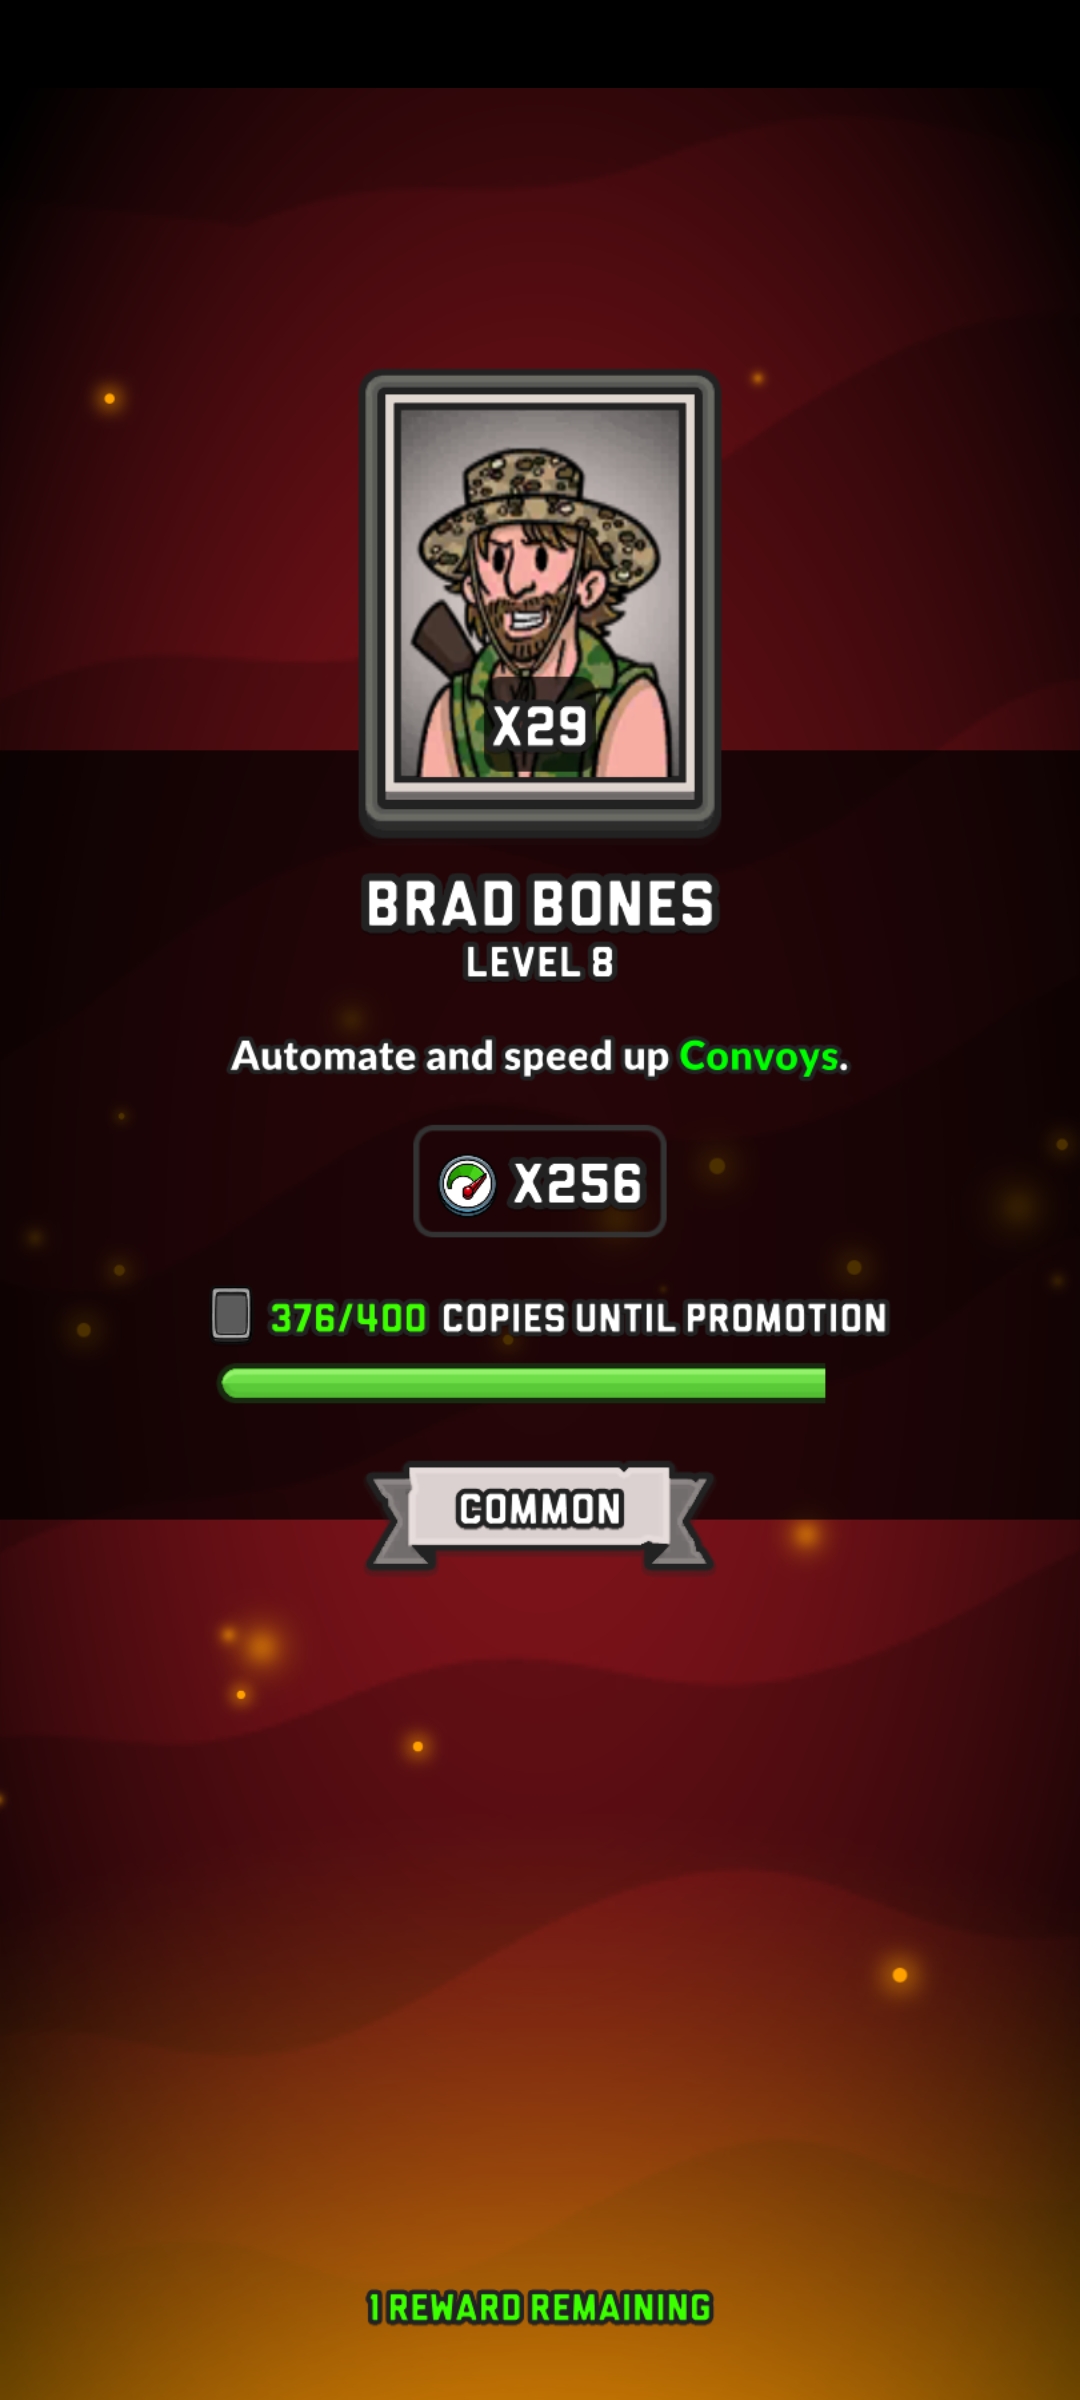 X29
BRAD BONES
LEVEL 8
Automate and speed up Convoys.
X256
376/400 COPIES UNTIL PROMOTION
COMMON
1 REWARD REMAINING